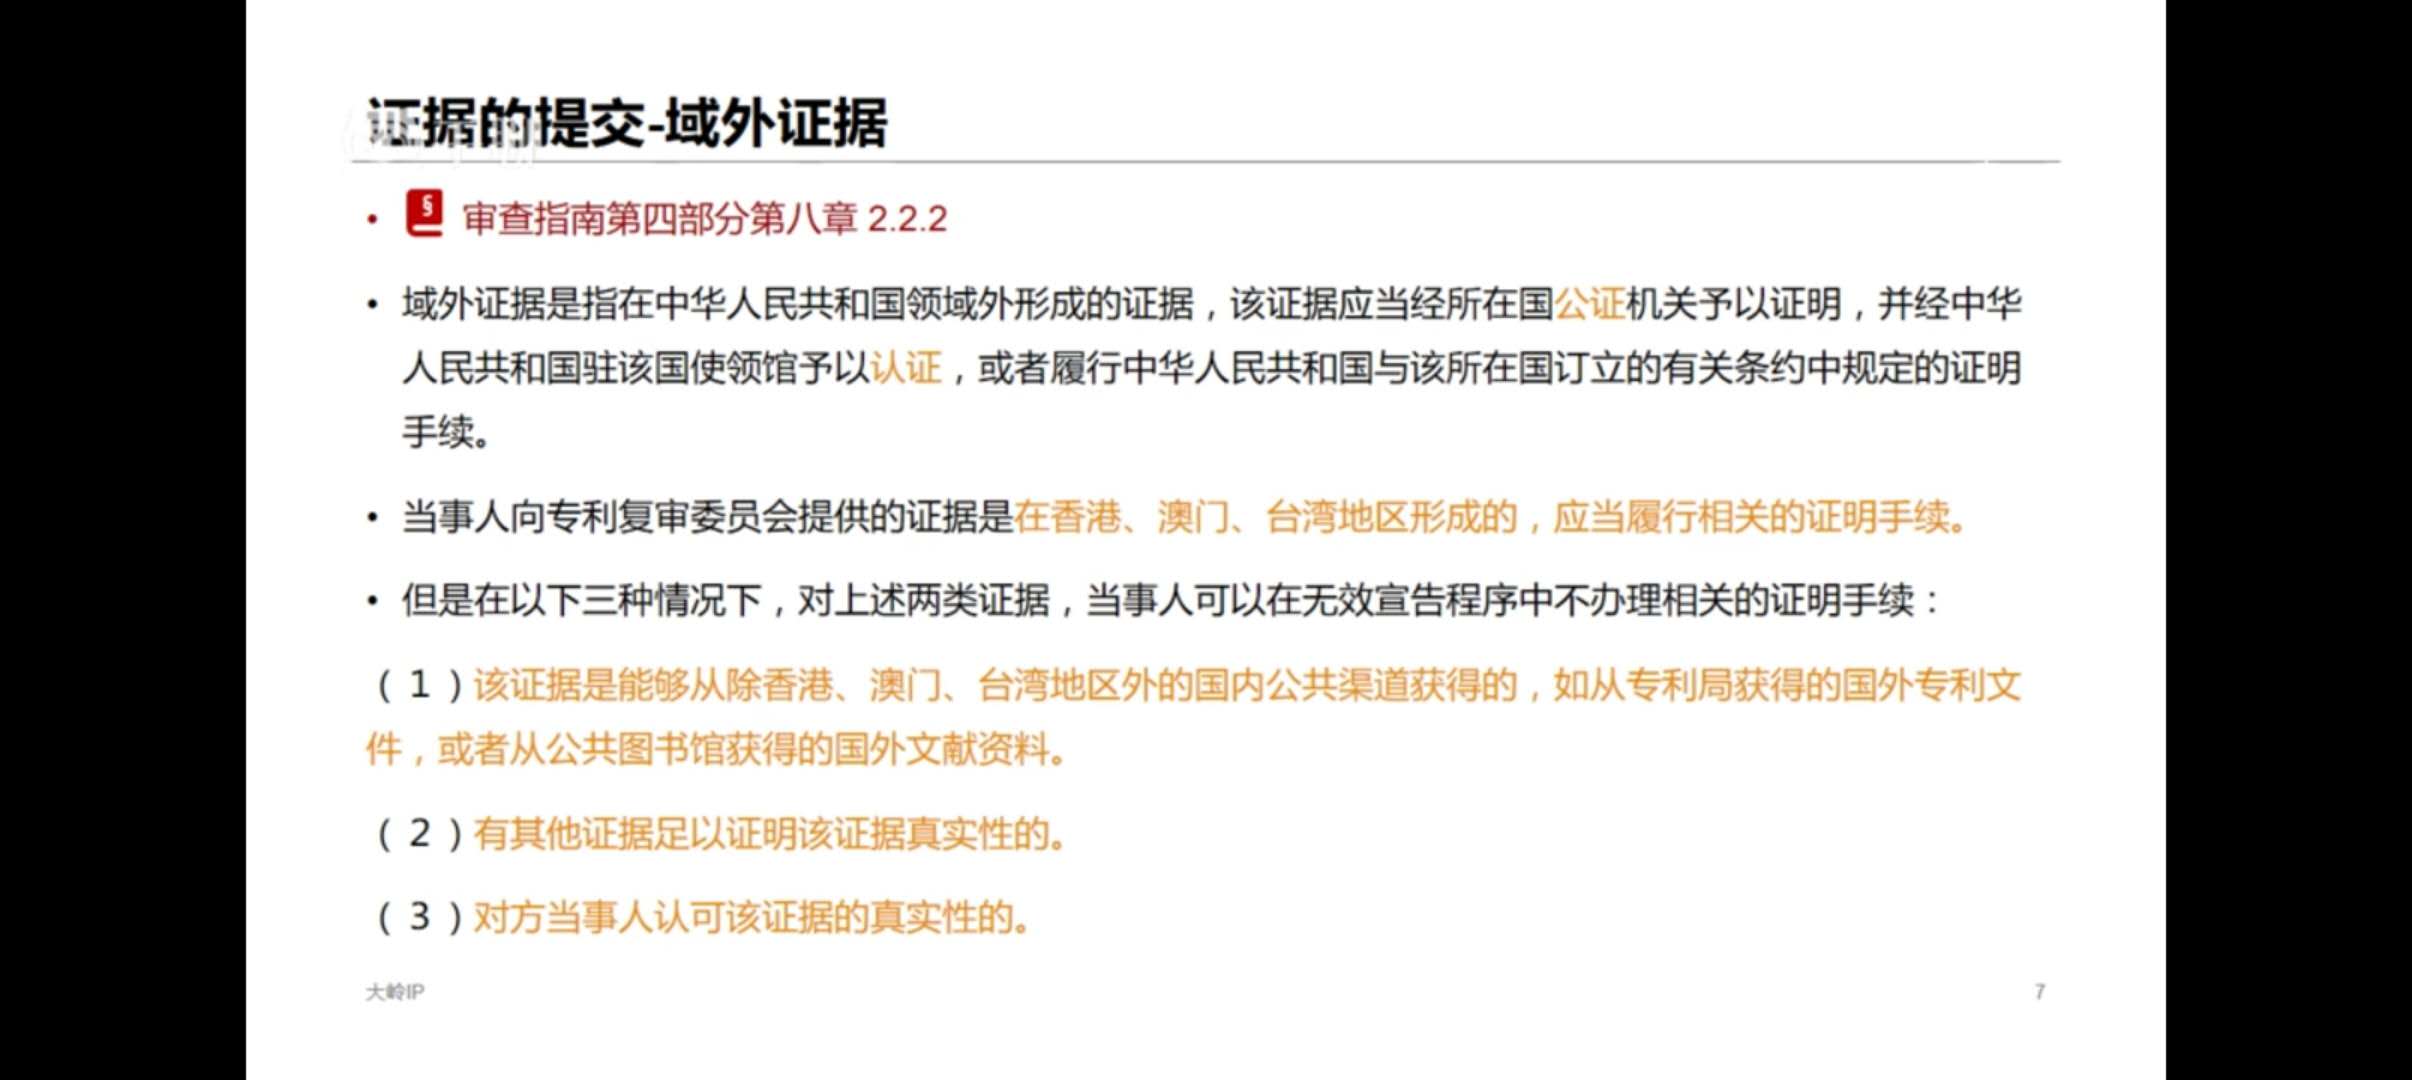 证据的提交-域外证据
• § 审查指南第四部分第八章 2.2.2
• 域外证据是指在中华人民共和国领域外形成的证据，该证据应当经所在国公证机关予以证明，并经中华
人民共和国驻该国使领馆予以认证，或者履行中华人民共和国与该所在国订立的有关条约中规定的证明
手续。
• 当事人向专利复审委员会提供的证据是在香港、澳门、台湾地区形成的，应当履行相关的证明手续。
• 但是在以下三种情况下，对上述两类证据，当事人可以在无效宣告程序中不办理相关的证明手续：
（1）该证据是能够从除香港、澳门、台湾地区外的国内公共渠道获得的，如从专利局获得的国外专利文
件，或者从公共图书馆获得的国外文献资料。
（2）有其他证据足以证明该证据真实性的。
（3）对方当事人认可该证据的真实性的。
大岭IP
7